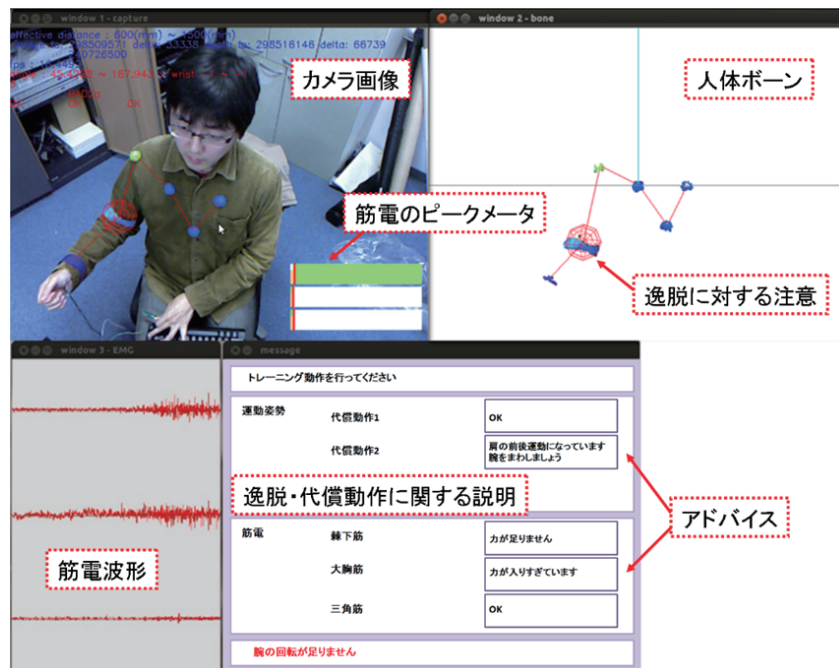 window 1 - capture
effective distance : 600(mm) ~ 1500(mm)
カメラ画像
筋電のピークメータ
window 2 - bone
人体ボーン
逸脱に対する注意
window 3 - EMG
筋電波形
message
トレーニング動作を行ってください
運動姿勢
代償動作1
OK
代償動作2
肩の前後運動になっています
腕をまわしましょう
逸脱・代償動作に関する説明
アドバイス
筋電
棘下筋
力が足りません
大胸筋
力が入りすぎています
三角筋
OK
腕の回転が足りません